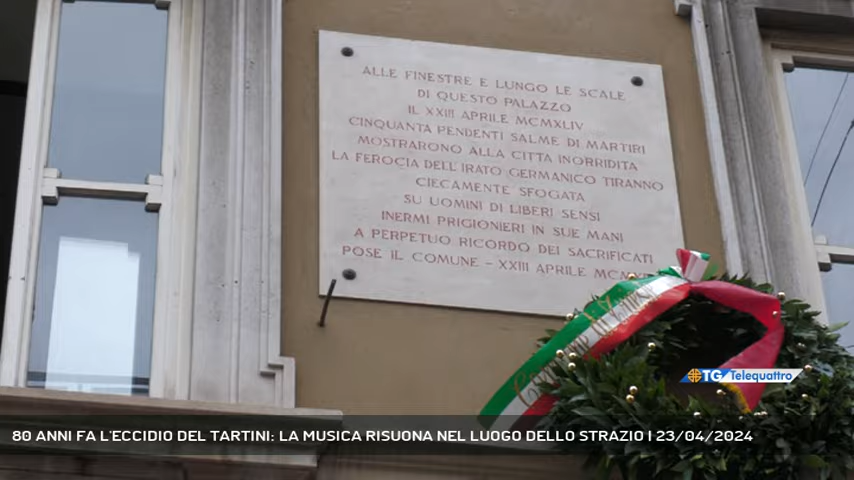 ALLE FINESTRE E LUNGO LE SCALE
DI QUESTO PALAZZO
IL XXIII APRILE MCMXLIV
CINQUANTA PENDENTI SALME DI MARTIRI
MOSTRARONO ALLA CITTA INORRIDITA
LA FEROCIA DELL'IRATO GERMANICO TIRANNO
CIECAMENTE SFOGATA
SU UOMINI DI LIBERI SENSI
INERMI PRIGIONIERI IN SUE MANI
A PERPETUO RICORDO DEI SACRIFICATI
POSE IL COMUNE - XXIII APRILE
TG Telequattro
80 ANNI FA L'ECCIDIO DEL TARTINI: LA MUSICA RISUONA NEL LUOGO DELLO STRAZIO | 23/04/2024